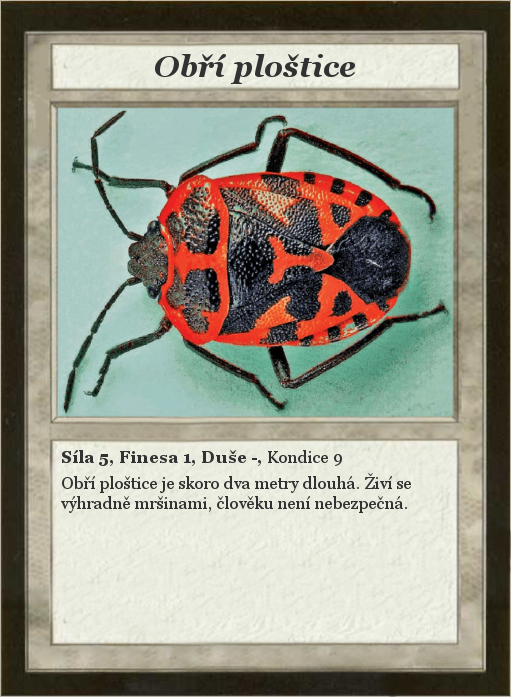 Obří ploštice
Síla 5, Finesa 1, Duše -, Kondice 9
Obří ploštice je skoro dva metry dlouhá. Živí se
výhradně mršinami, člověku není nebezpečná.